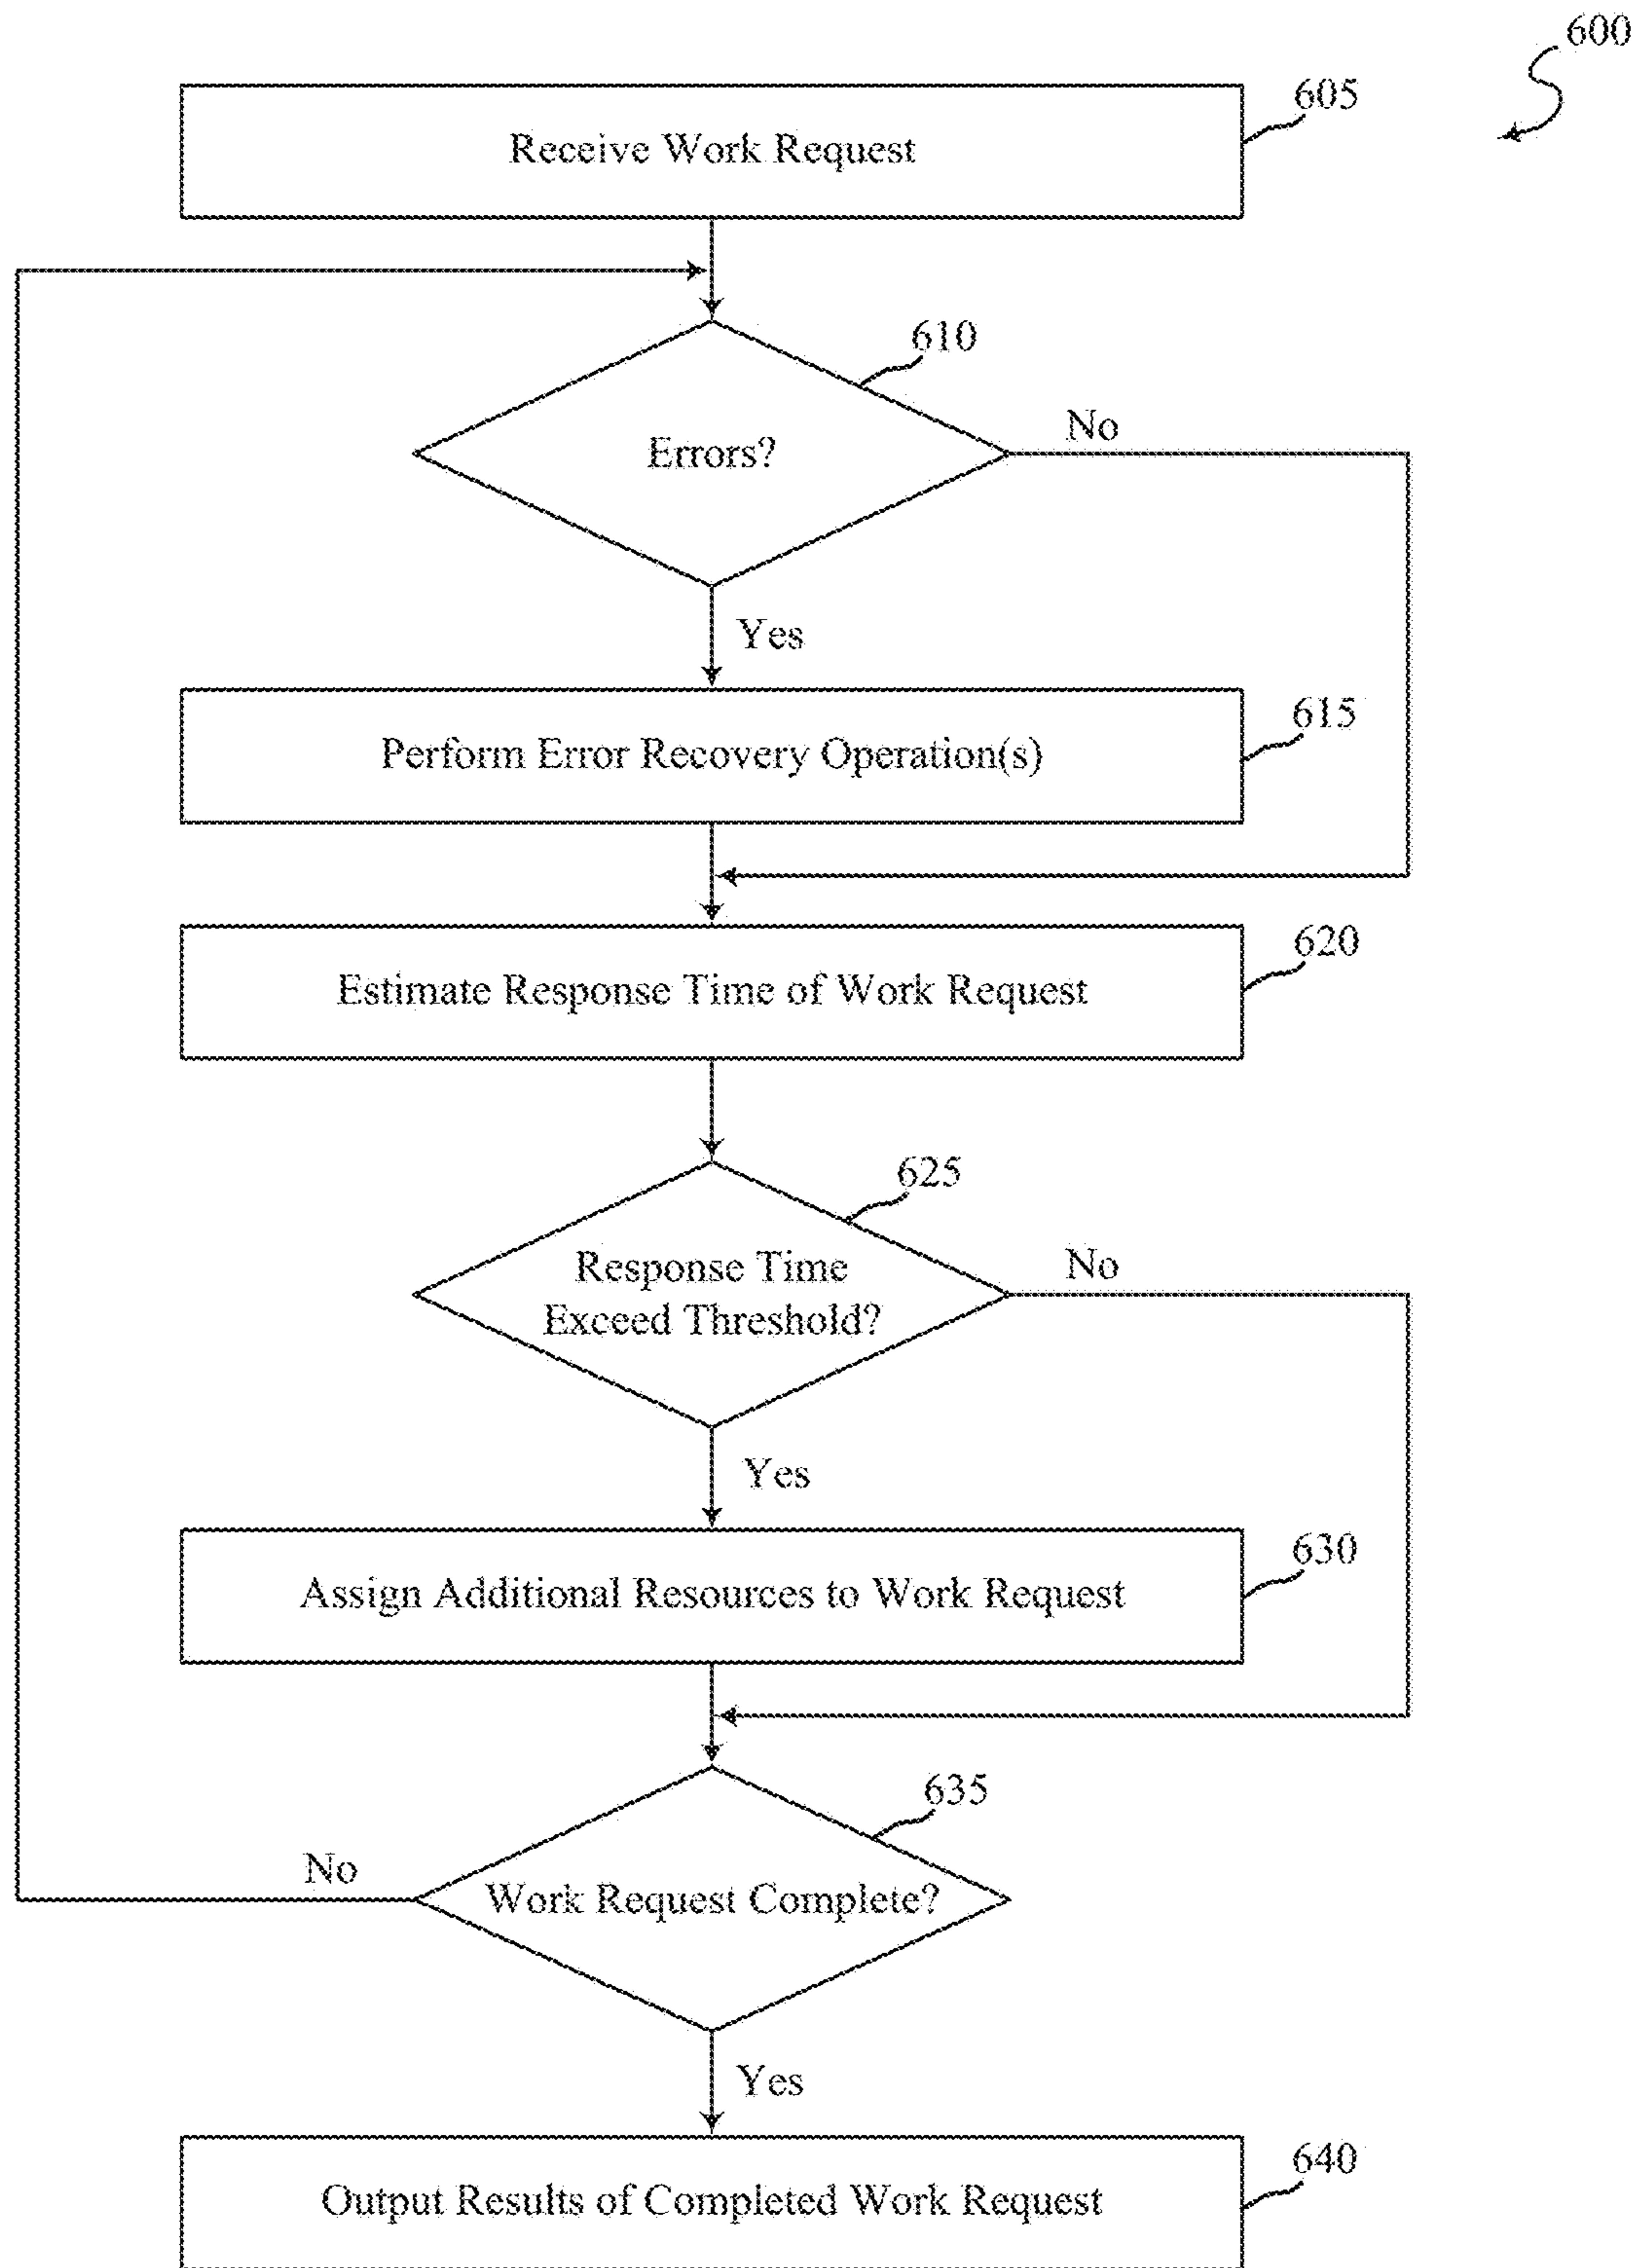 600
605
Receive Work Request
610
Errors?
No
Yes
615
Perform Error Recovery Operation(s)
620
Estimate Response Time of Work Request
625
Response Time
Exceed Threshold?
No
Yes
630
Assign Additional Resources to Work Request
635
No
Work Request Complete?
Yes
640
Output Results of Completed Work Request